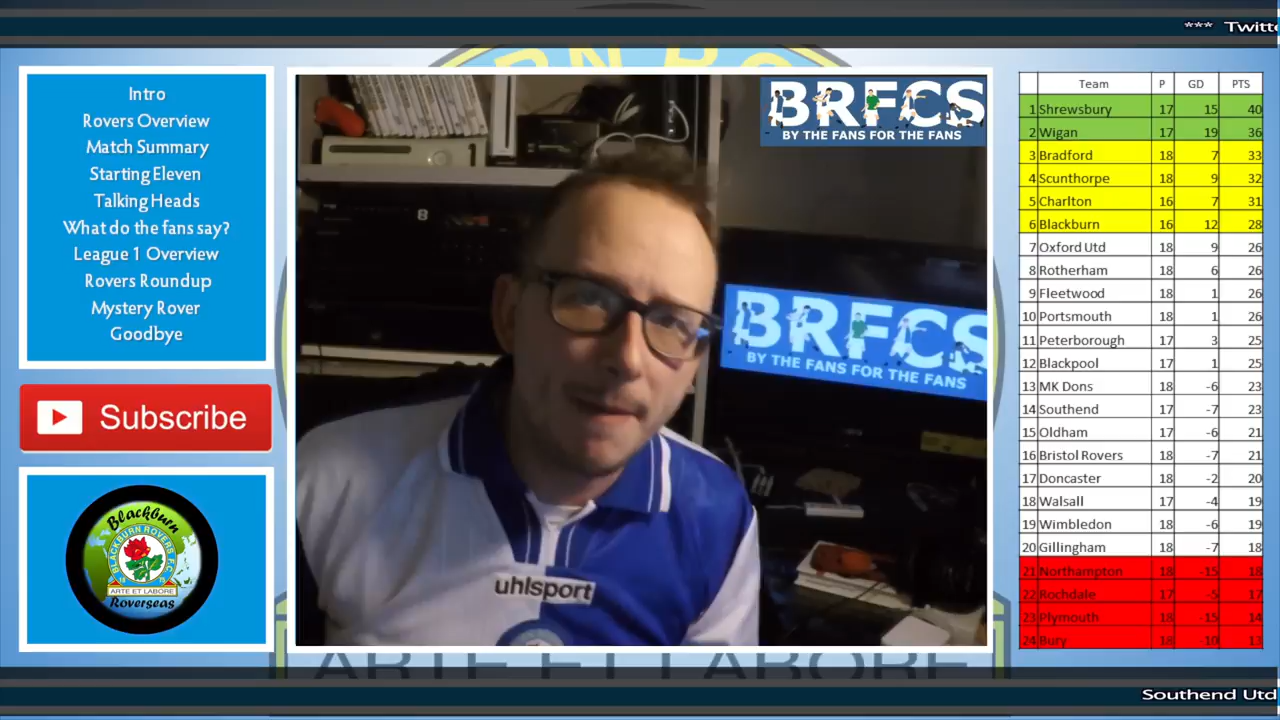 *** Twitte
Intro
Rovers Overview
Match Summary
Starting Eleven
Talking Heads
What do the fans say?
League 1 Overview
Rovers Roundup
Mystery Rover
Goodbye
Subscribe
Blackburn
BLACKBURN ROVERS F.C.
1875
ARTE ET LABORE
Roverseas
BRFCS
BY THE FANS FOR THE FANS
8
BRFCS
BY THE FANS FOR THE FANS
uhlsport
Team P GD PTS
1 Shrewsbury 17 15 40
2 Wigan 17 19 36
3 Bradford 18 7 33
4 Scunthorpe 18 9 32
5 Charlton 16 7 31
6 Blackburn 16 12 28
7 Oxford Utd 18 9 26
8 Rotherham 18 6 26
9 Fleetwood 18 1 26
10 Portsmouth 18 1 26
11 Peterborough 17 3 25
12 Blackpool 17 1 25
13 MK Dons 18 -6 23
14 Southend 17 -7 23
15 Oldham 17 -6 21
16 Bristol Rovers 18 -7 21
17 Doncaster 18 -2 20
18 Walsall 17 -4 19
19 Wimbledon 18 -6 19
20 Gillingham 18 -7 18
21 Northampton 18 -15 18
22 Rochdale 17 -5 17
23 Plymouth 18 -15 14
24 Bury 18 -10 13
ARTE ET LABORE
Southend Utd